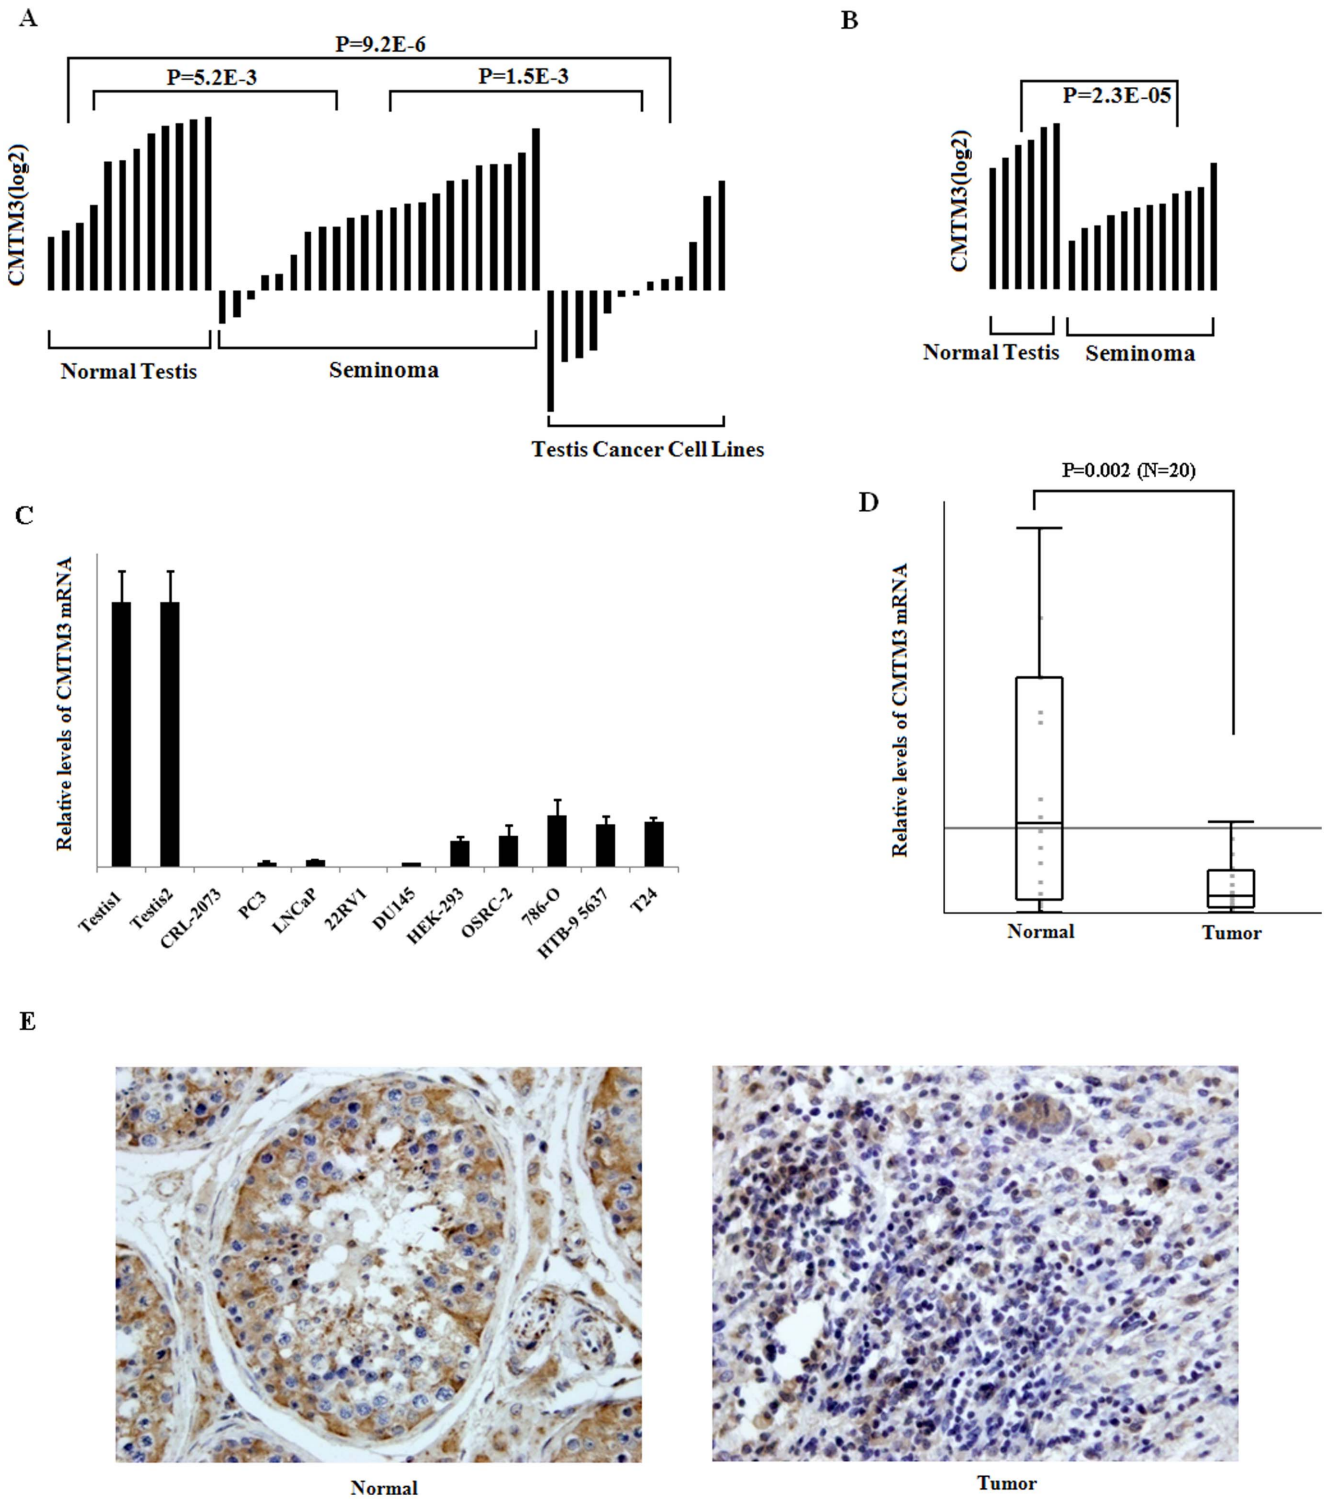 A
P=9.2E-6
P=5.2E-3
P=1.5E-3
CMTM3(log2)
Normal Testis
Seminoma
Testis Cancer Cell Lines
B
P=2.3E-05
CMTM3(log2)
Normal Testis
Seminoma
C
Relative levels of CMTM3 mRNA
Testis1
Testis2
CRL-2073
PC3
LNCaP
22RV1
DU145
HEK-293
OSRC-2
786-O
HTB-9 5637
T24
D
P=0.002 (N=20)
Relative levels of CMTM3 mRNA
Normal
Tumor
E
Normal
Tumor